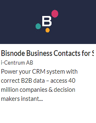 B
Bisnode Business Contacts for S
i-Centrum AB
Power your CRM system with
correct B2B data – access 40
million companies & decision
makers instant...